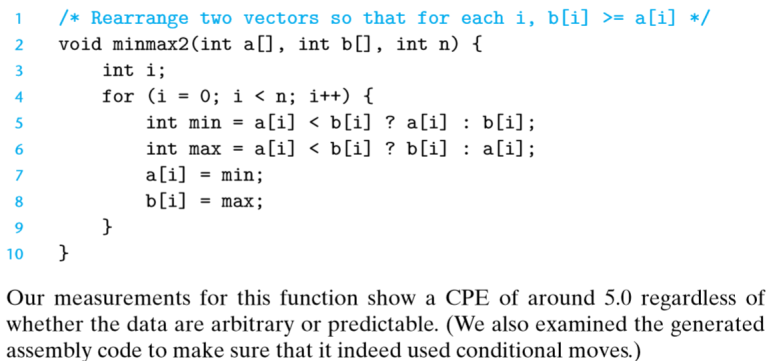 1 /* Rearrange two vectors so that for each i, b[i] >= a[i] */
2 void minmax2(int a[], int b[], int n) {
3     int i;
4     for (i = 0; i < n; i++) {
5         int min = a[i] < b[i] ? a[i] : b[i];
6         int max = a[i] < b[i] ? b[i] : a[i];
7         a[i] = min;
8         b[i] = max;
9     }
10 }
Our measurements for this function show a CPE of around 5.0 regardless of
whether the data are arbitrary or predictable. (We also examined the generated
assembly code to make sure that it indeed used conditional moves.)